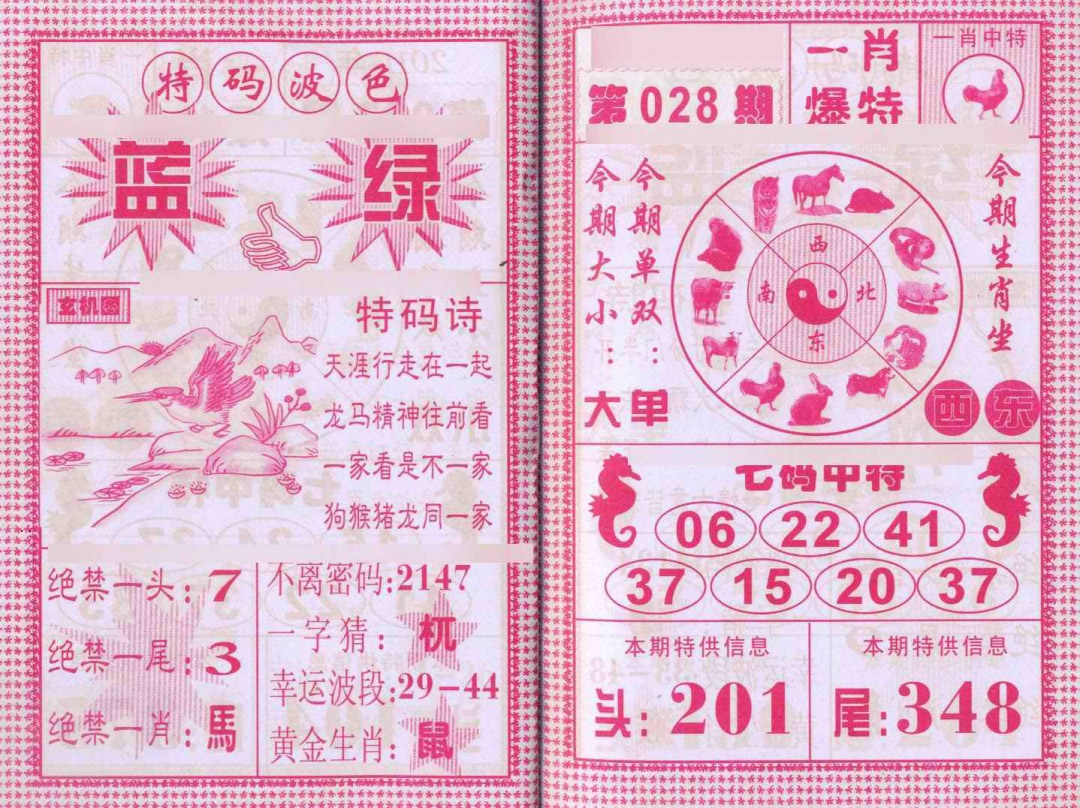 特码波色
蓝 绿
玄机图
特码诗
天涯行走在一起
龙马精神往前看
一家看是不一家
狗猴猪龙同一家
绝禁一头:7
绝禁一尾:3
绝禁一肖:馬
不离密码:2147
一字猜:杌
幸运波段:29-44
黄金生肖:鼠
第028期
一肖
爆特
一肖中特
今期大小:大
今期单双:单
西
南 北
东
今期生肖坐
西 东
七码中特
06 22 41
37 15 20 37
本期特供信息
头:201
本期特供信息
尾:348